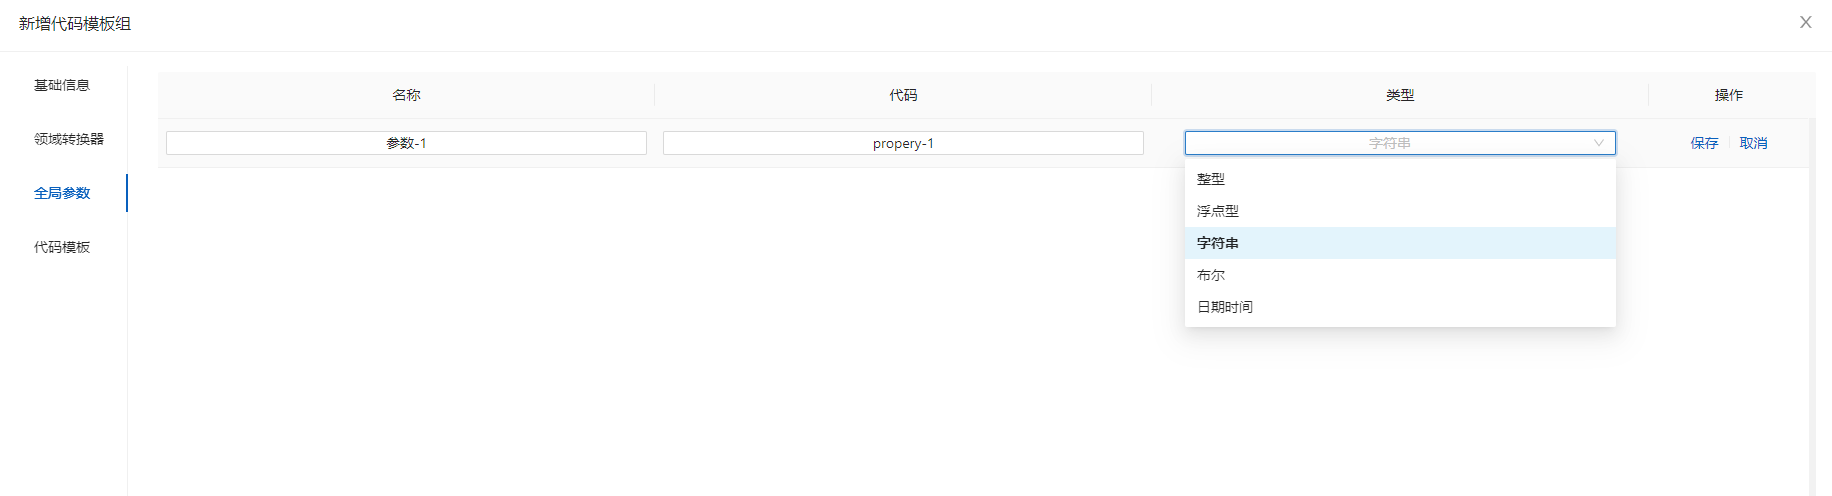 新增代码模板组
基础信息
领域转换器
全局参数
代码模板
名称 代码 类型 操作
参数-1 propery-1 字符串 保存 取消
整型
浮点型
字符串
布尔
日期时间